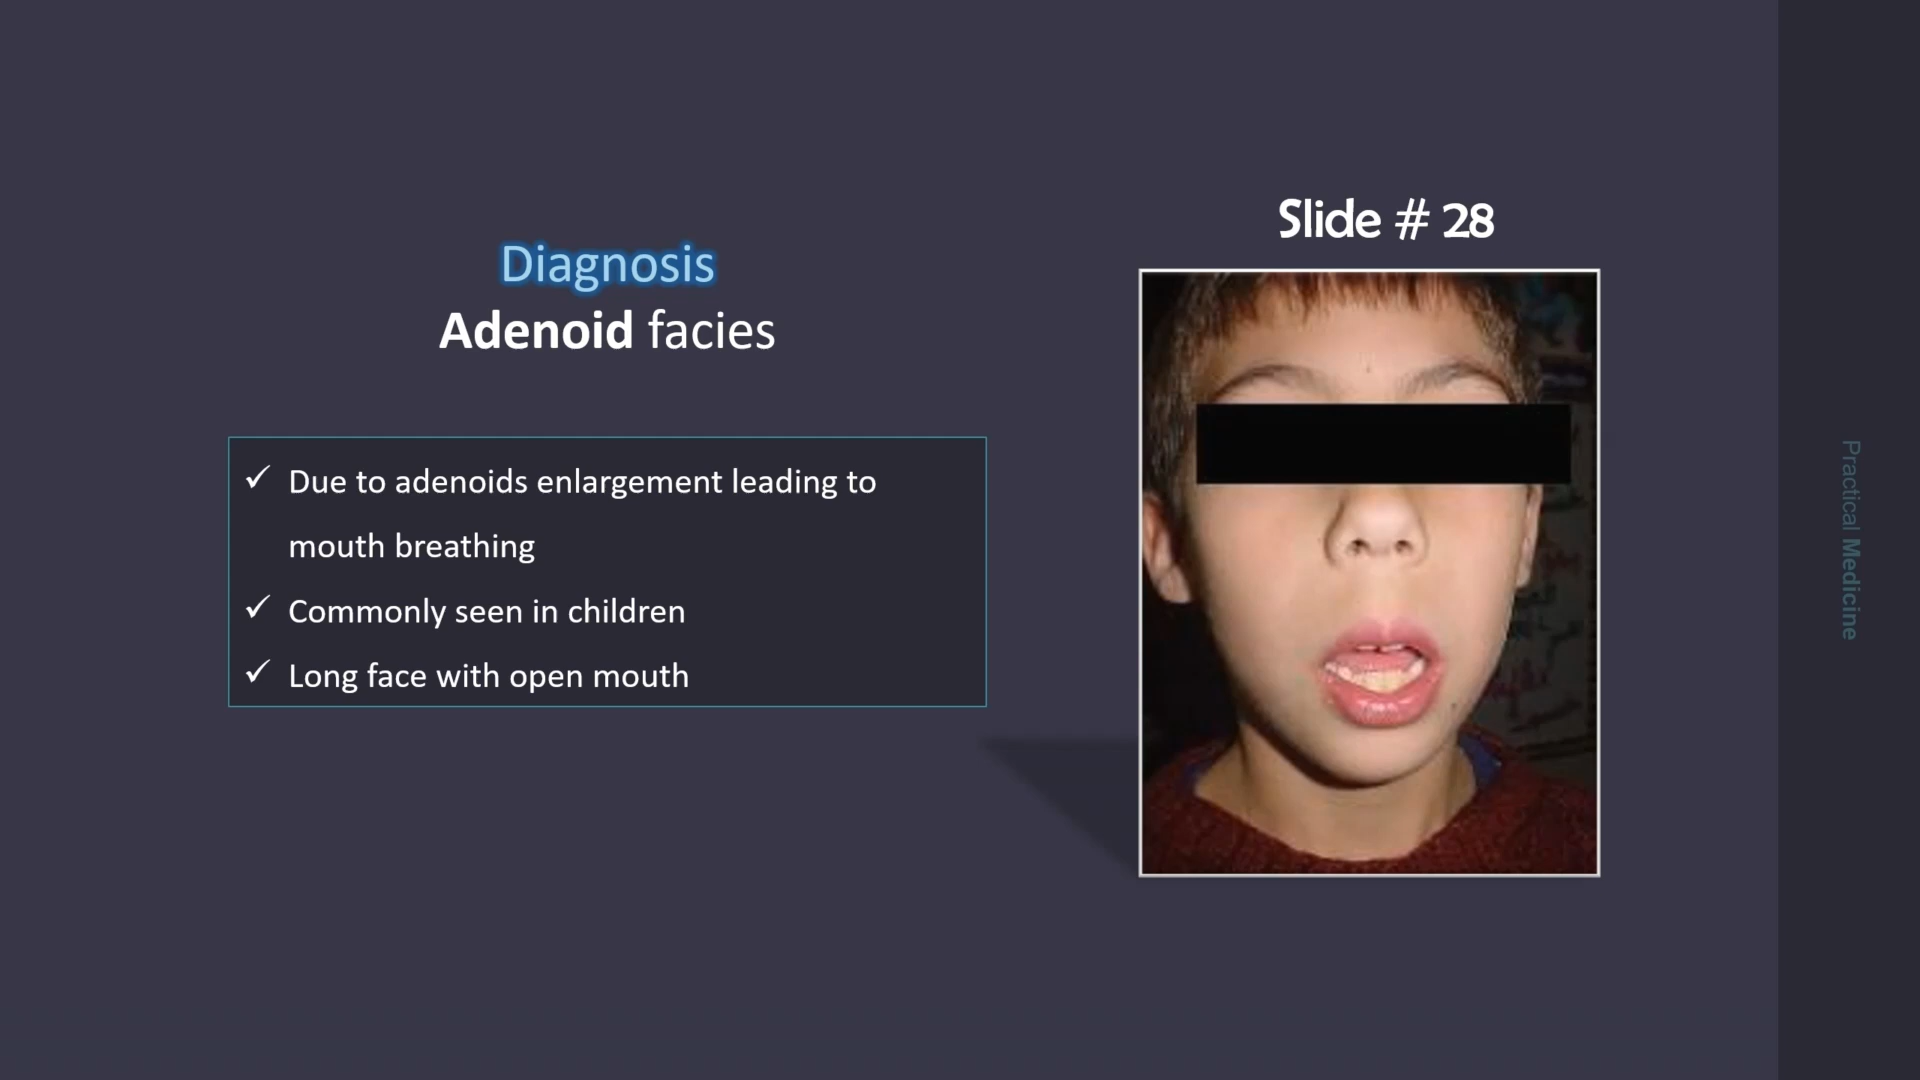 Slide # 28
Diagnosis
Adenoid facies
✓ Due to adenoids enlargement leading to
mouth breathing
✓ Commonly seen in children
✓ Long face with open mouth
Practical Medicine